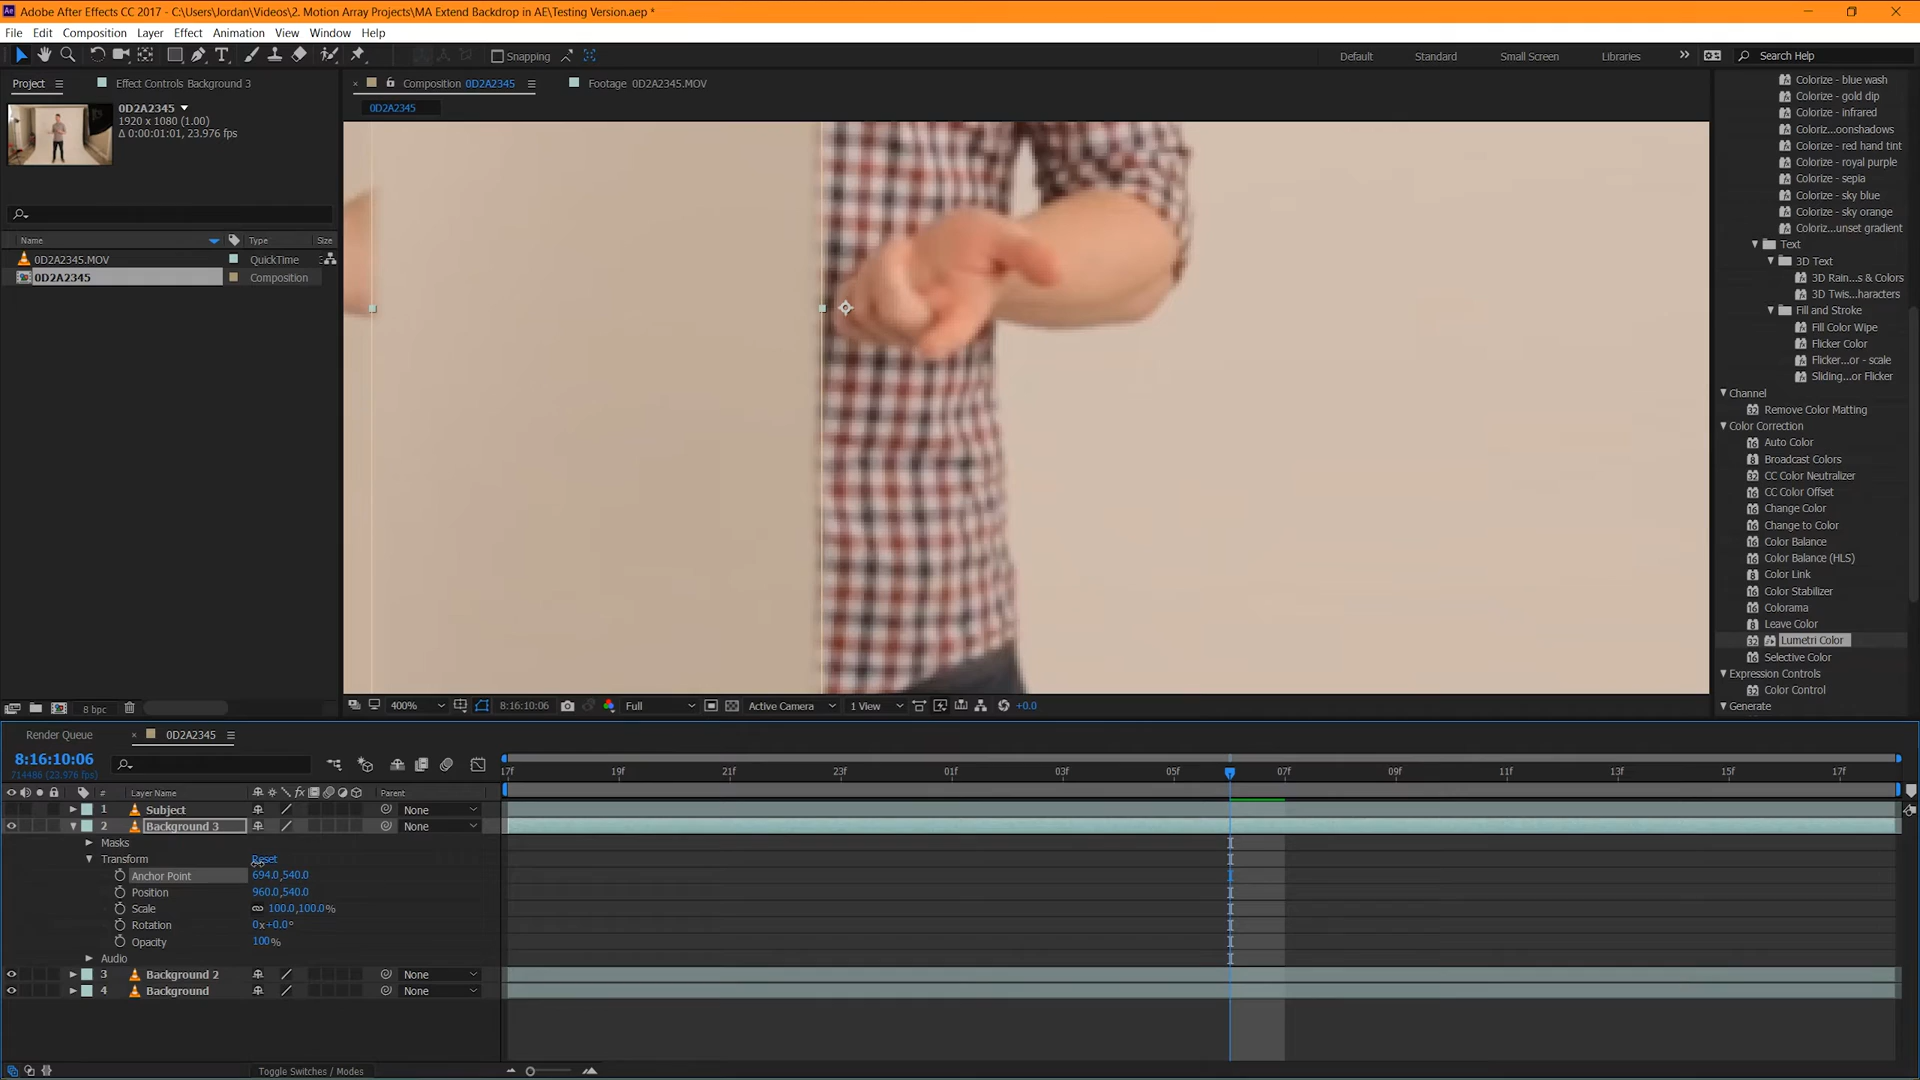 Adobe After Effects CC 2017 - C:\Users\Jordan\Videos\2. Motion Array Projects\MA Extend Backdrop in AE\Testing Version.aep *
File Edit Composition Layer Effect Animation View Window Help
Snapping
Default Standard Small Screen Libraries Search Help
Project Effect Controls Background 3
Composition 0D2A2345 Footage 0D2A2345.MOV
0D2A2345
0D2A2345
1920 x 1080 (1.00)
Δ 0:00:01:01, 23.976 fps
Name Type Size
0D2A2345.MOV QuickTime
0D2A2345 Composition
8 bpc
400% 8:16:10:06 Full Active Camera 1 View +0.0
Colorize - blue wash
Colorize - gold dip
Colorize - infrared
Coloriz...oonshadows
Colorize - red hand tint
Colorize - royal purple
Colorize - sepia
Colorize - sky blue
Colorize - sky orange
Coloriz...unset gradient
Text
3D Text
3D Rain...s & Colors
3D Twis...haracters
Fill and Stroke
Fill Color Wipe
Flicker Color
Flicker...or - scale
Sliding...or Flicker
Channel
Remove Color Matting
Color Correction
Auto Color
Broadcast Colors
CC Color Neutralizer
CC Color Offset
Change Color
Change to Color
Color Balance
Color Balance (HLS)
Color Link
Color Stabilizer
Colorama
Leave Color
Lumetri Color
Selective Color
Expression Controls
Color Control
Generate
Render Queue 0D2A2345
8:16:10:06
714486 (23.976 fps)
17f 19f 21f 23f 01f 03f 05f 07f 09f 11f 13f 15f 17f
# Layer Name Parent
1 Subject None
2 Background 3 None
Masks
Transform Reset
Anchor Point 694.0,540.0
Position 960.0,540.0
Scale 100.0,100.0%
Rotation 0x+0.0°
Opacity 100%
Audio
3 Background 2 None
4 Background None
Toggle Switches / Modes